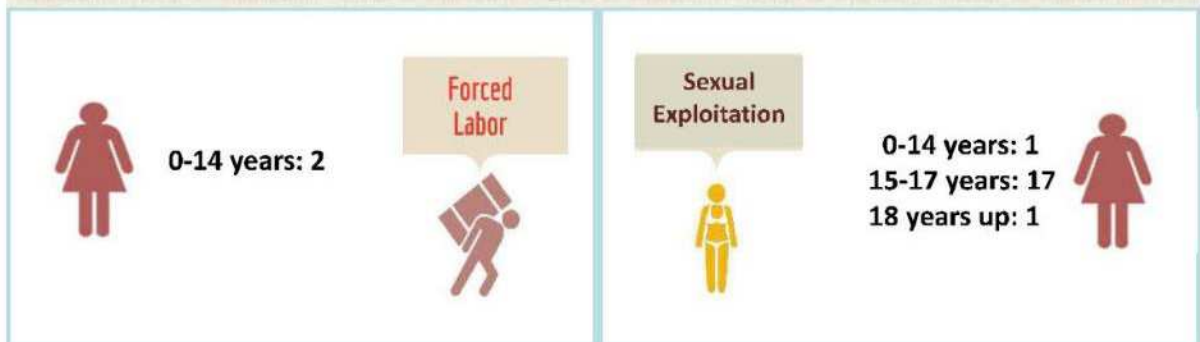 0-14 years: 2
Forced
Labor
Sexual
Exploitation
0-14 years: 1
15-17 years: 17
18 years up: 1